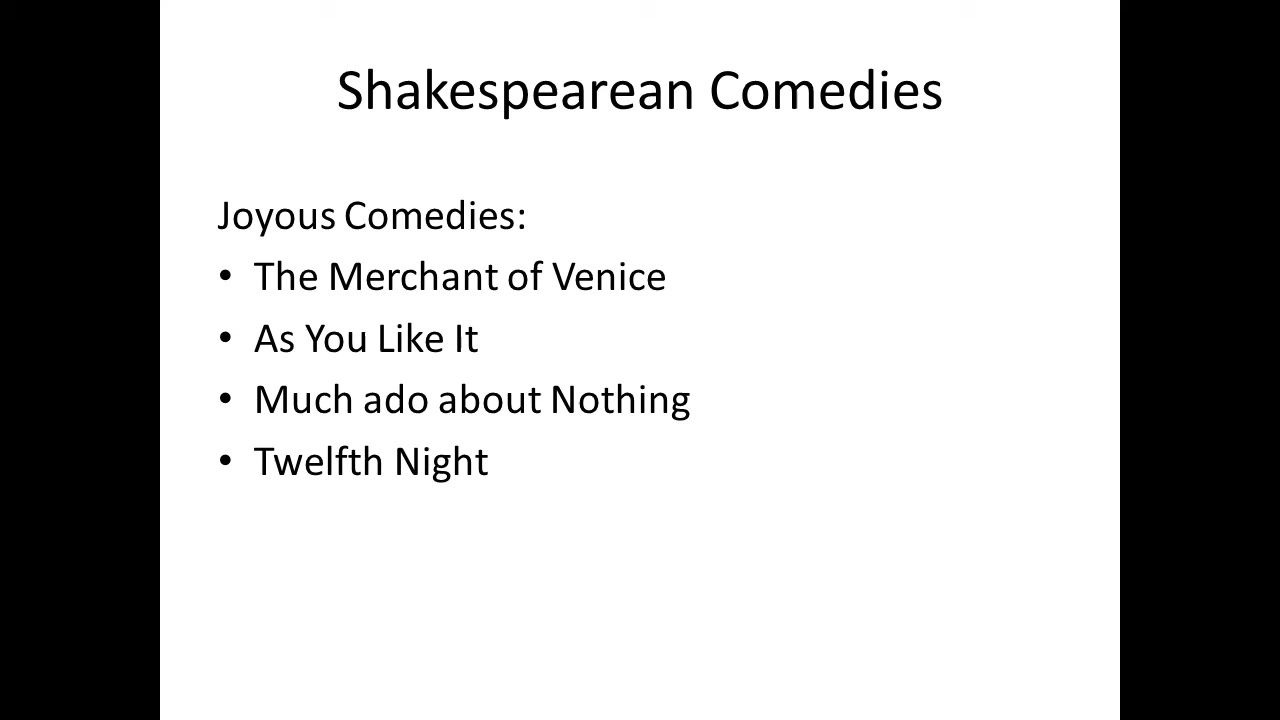 Shakespearean Comedies
Joyous Comedies:
• The Merchant of Venice
• As You Like It
• Much ado about Nothing
• Twelfth Night